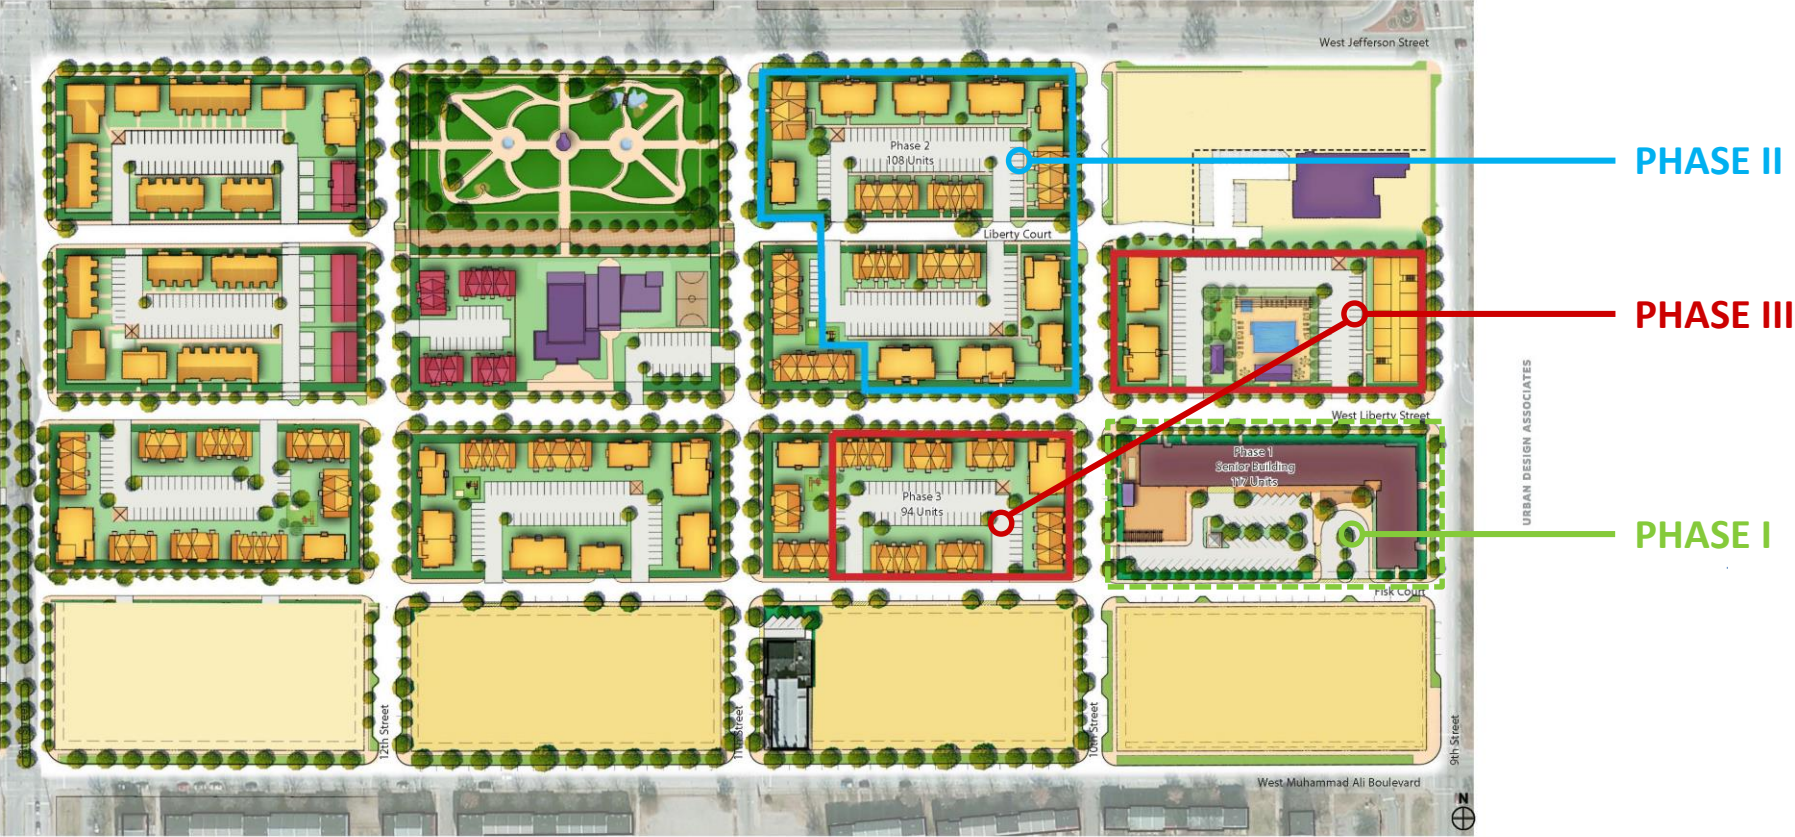 West Jefferson Street
Phase 2
108 Units
PHASE II
Liberty Court
PHASE III
West Liberty Street
URBAN DESIGN ASSOCIATES
Phase 1
Senior Building
117 Units
Phase 3
94 Units
PHASE I
Fisk Court
Street
12th Street
11th Street
10th Street
9th Street
West Muhammad Ali Boulevard
N